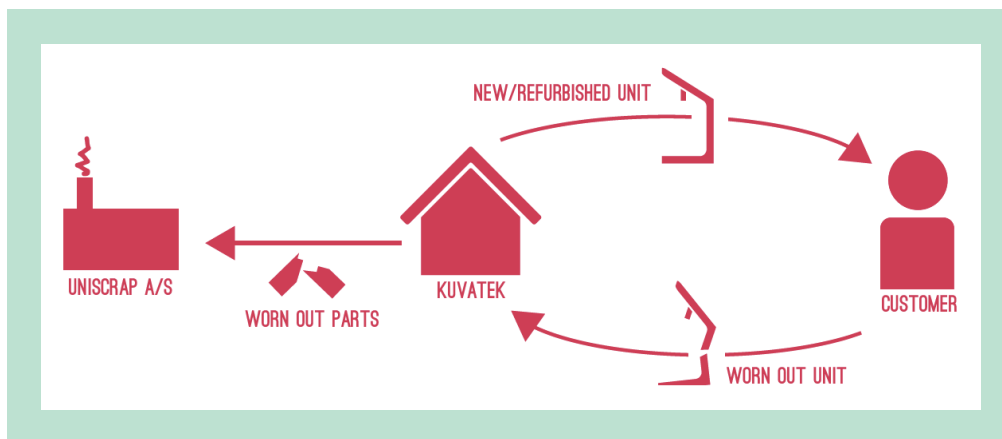 NEW/REFURBISHED UNIT
UNISCRAP A/S
WORN OUT PARTS
KUVATEK
CUSTOMER
WORN OUT UNIT